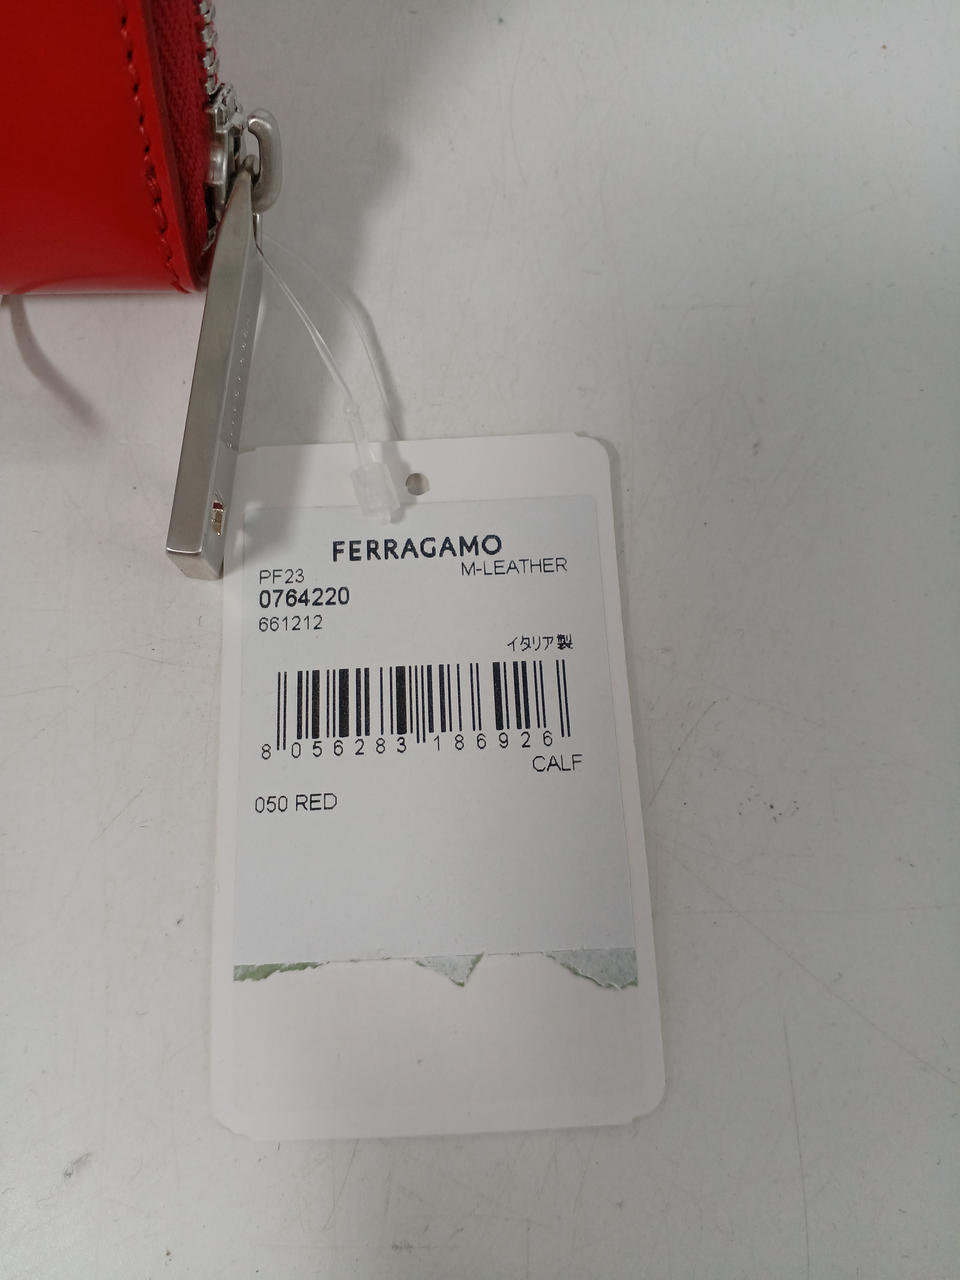 FERRAGAMO
PF23
M-LEATHER
0764220
661212
イタリア製
8 056283 186926
CALF
050 RED